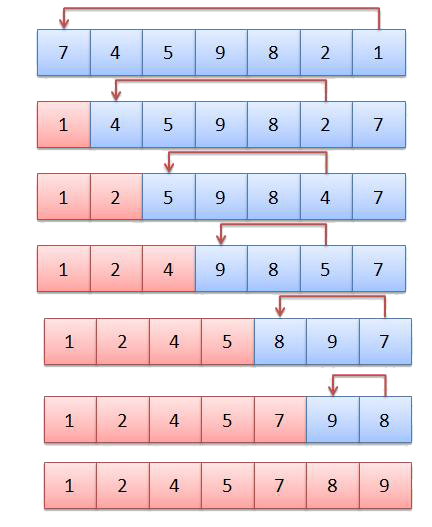 7 4 5 9 8 2 1
1 4 5 9 8 2 7
1 2 5 9 8 4 7
1 2 4 9 8 5 7
1 2 4 5 8 9 7
1 2 4 5 7 9 8
1 2 4 5 7 8 9